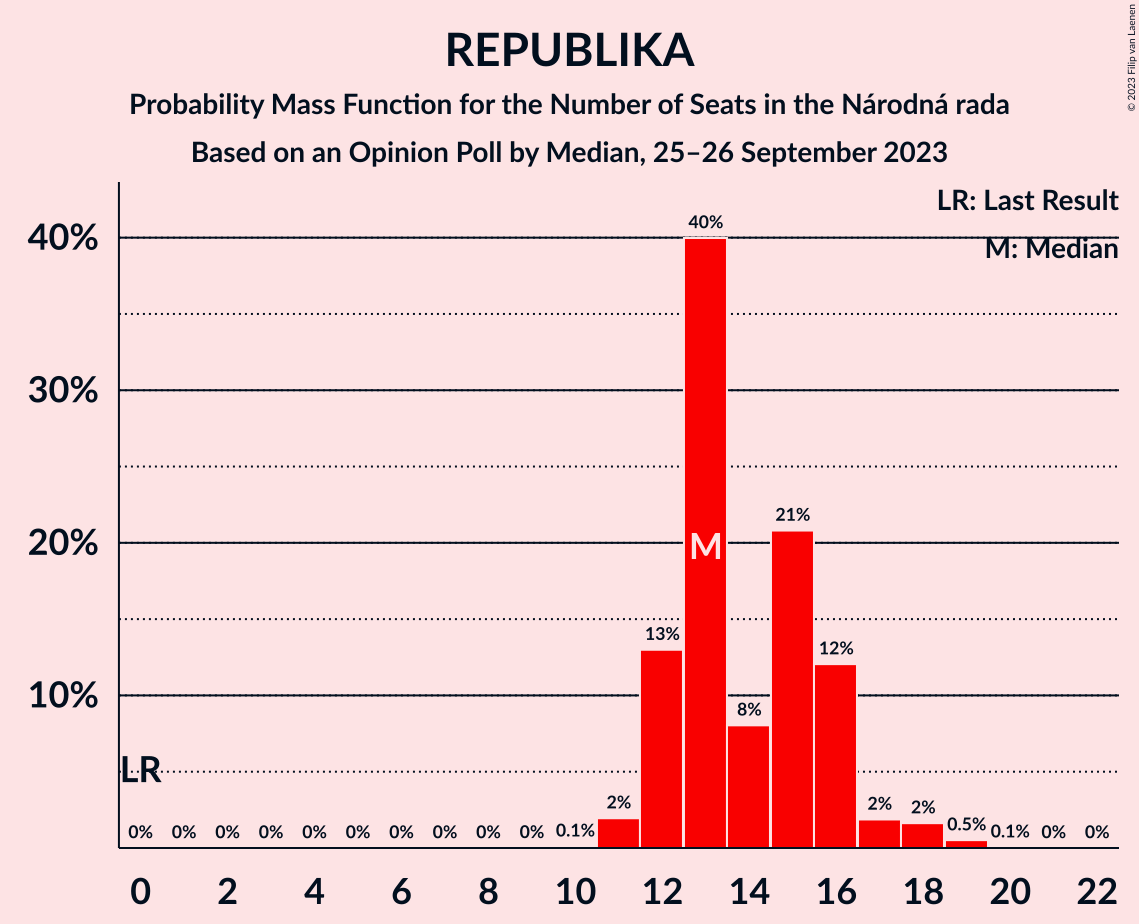 REPUBLIKA
Probability Mass Function for the Number of Seats in the Národná rada
Based on an Opinion Poll by Median, 25–26 September 2023
© 2023 Filip van Laenen
LR: Last Result
M: Median
40%
30%
20%
10%
40%
21%
M
13%
12%
8%
LR
0% 0% 0% 0% 0% 0% 0% 0% 0% 0% 0.1% 2% 2% 2% 0.5% 0.1% 0% 0%
0 2 4 6 8 10 12 14 16 18 20 22